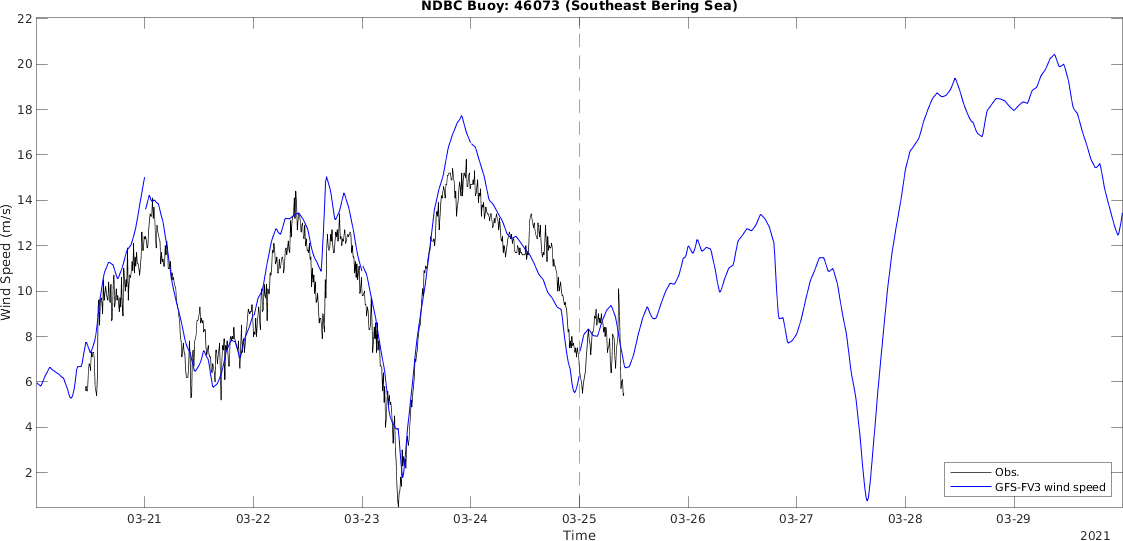 NDBC Buoy: 46073 (Southeast Bering Sea)
22
20
18
16
14
12
10
8
6
4
2
Wind Speed (m/s)
Obs.
GFS-FV3 wind speed
03-21 03-22 03-23 03-24 03-25 03-26 03-27 03-28 03-29
Time
2021